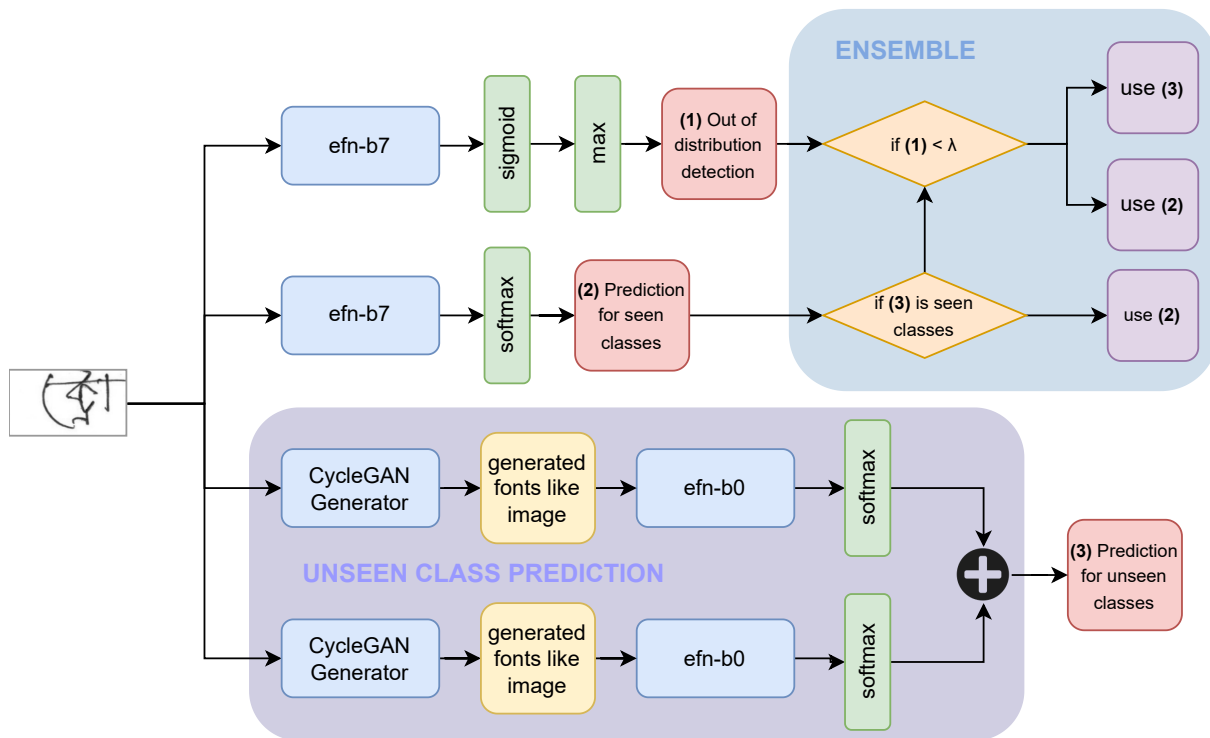 ENSEMBLE
efn-b7
sigmoid
max
(1) Out of
distribution
detection
if (1) < λ
use (3)
use (2)
efn-b7
softmax
(2) Prediction
for seen
classes
if (3) is seen
classes
use (2)
CycleGAN
Generator
generated
fonts like
image
efn-b0
softmax
UNSEEN CLASS PREDICTION
(3) Prediction
for unseen
classes
CycleGAN
Generator
generated
fonts like
image
efn-b0
softmax